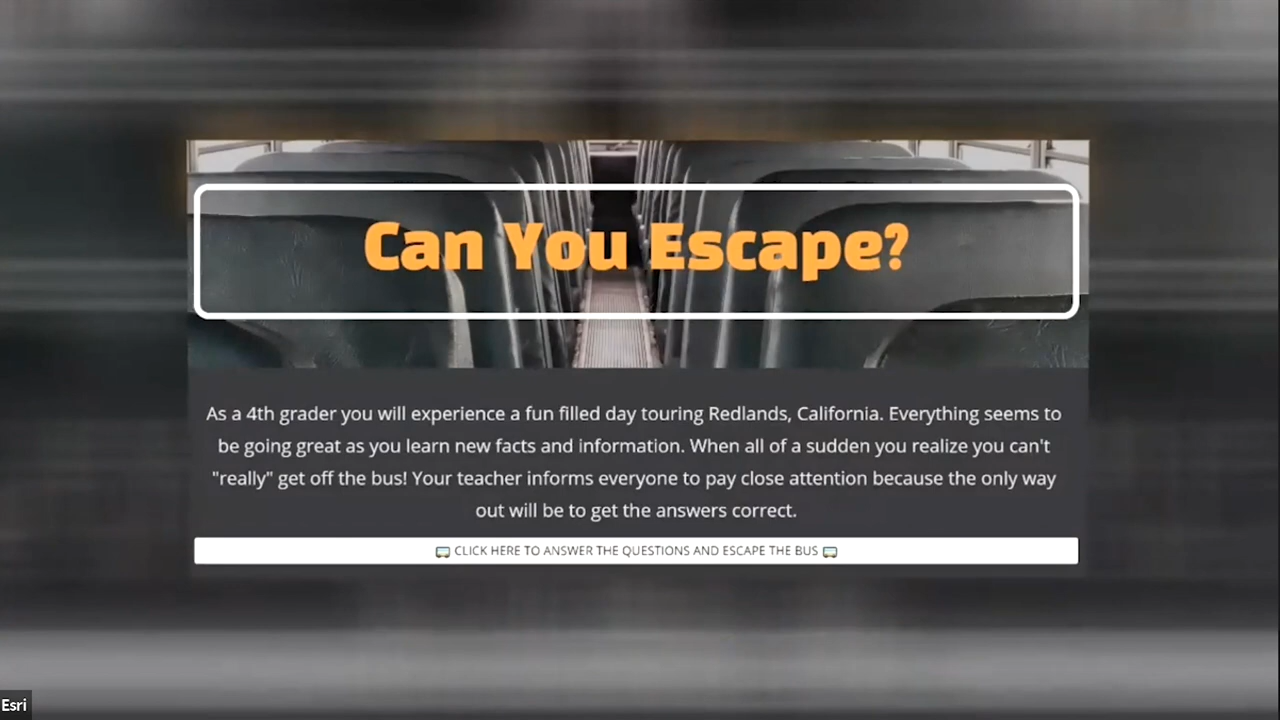 Can You Escape?
As a 4th grader you will experience a fun filled day touring Redlands, California. Everything seems to
be going great as you learn new facts and information. When all of a sudden you realize you can't
"really" get off the bus! Your teacher informs everyone to pay close attention because the only way
out will be to get the answers correct.
🚌 CLICK HERE TO ANSWER THE QUESTIONS AND ESCAPE THE BUS 🚌
Esri